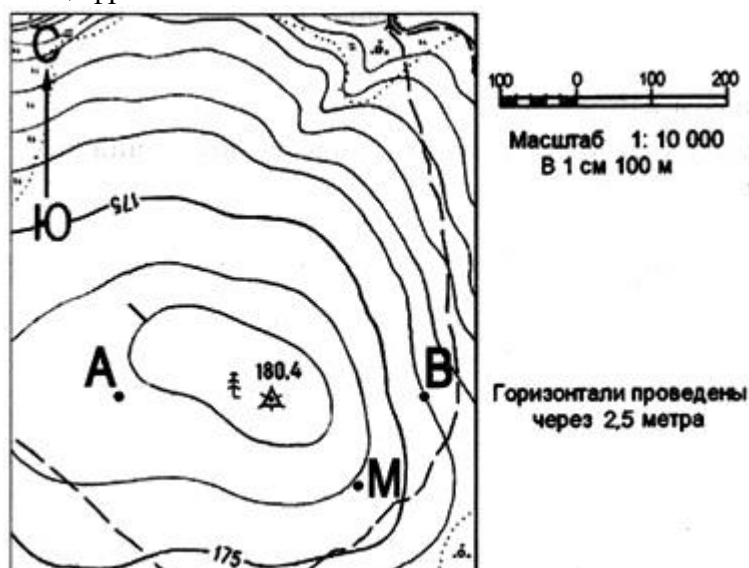 С
100 0 100 200
Масштаб 1: 10 000
В 1 см 100 м
175
Ю
180.4
А
В
Горизонтали проведены
через 2,5 метра
М
175